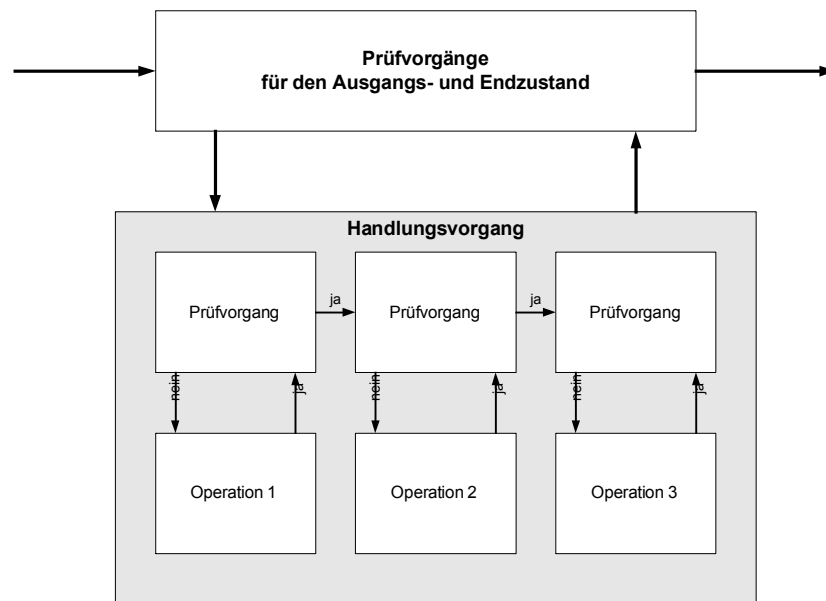 Prüfvorgänge
für den Ausgangs- und Endzustand
Handlungsvorgang
Prüfvorgang
ja
Prüfvorgang
ja
Prüfvorgang
nein
ja
nein
ja
nein
ja
Operation 1
Operation 2
Operation 3